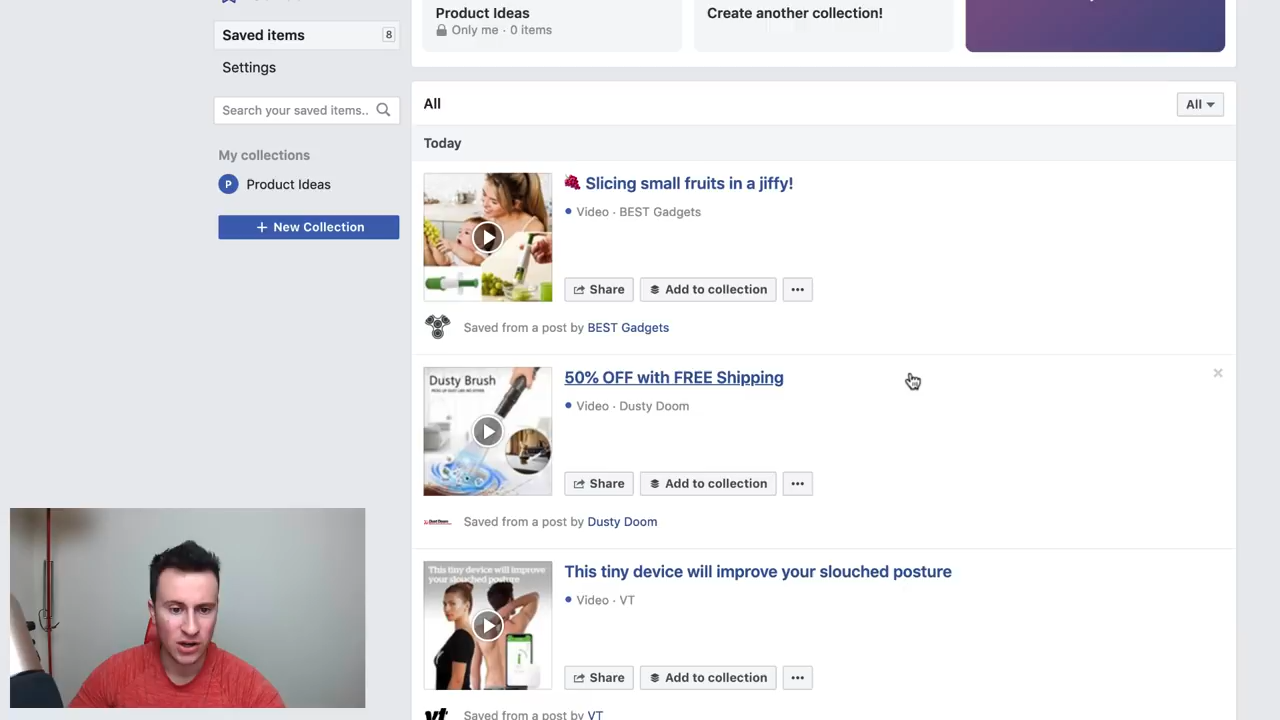 Product Ideas
Only me · 0 items
Create another collection!
Saved items
8
Settings
Search your saved items..
My collections
P
Product Ideas
+ New Collection
All
All
Today
Slicing small fruits in a jiffy!
Video · BEST Gadgets
Share
Add to collection
Saved from a post by BEST Gadgets
Dusty Brush
50% OFF with FREE Shipping
Video · Dusty Doom
Share
Add to collection
Saved from a post by Dusty Doom
This tiny device will improve
your slouched posture
This tiny device will improve your slouched posture
Video · VT
Share
Add to collection
vt
Saved from a post by VT